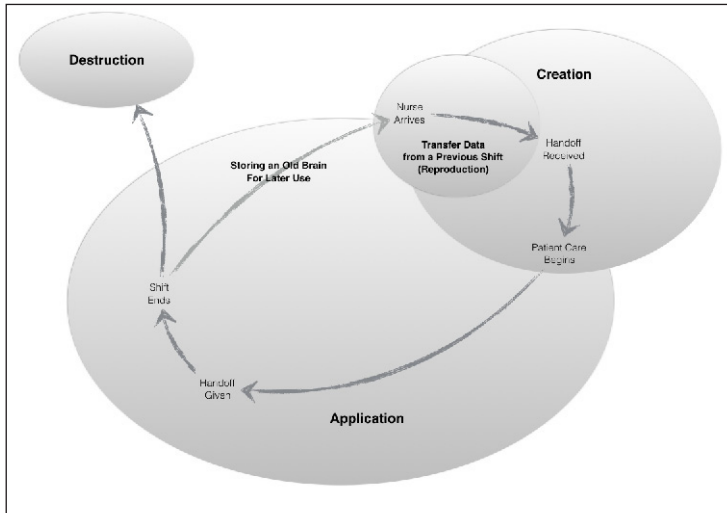 Destruction
Creation
Nurse
Arrives
Handoff
Received
Transfer Data
from a Previous Shift
(Reproduction)
Storing an Old Brain
For Later Use
Patient Care
Begins
Shift
Ends
Handoff
Given
Application